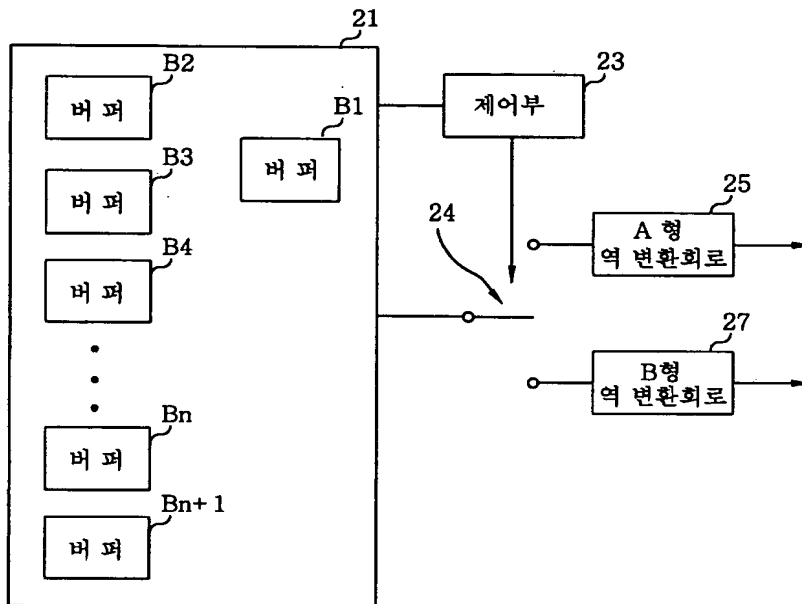 21
B2
버 퍼
B1
버 퍼
23
제어부
B3
버 퍼
24
25
A 형
역 변환회로
B4
버 퍼
27
B형
역 변환회로
Bn
버 퍼
Bn+1
버 퍼